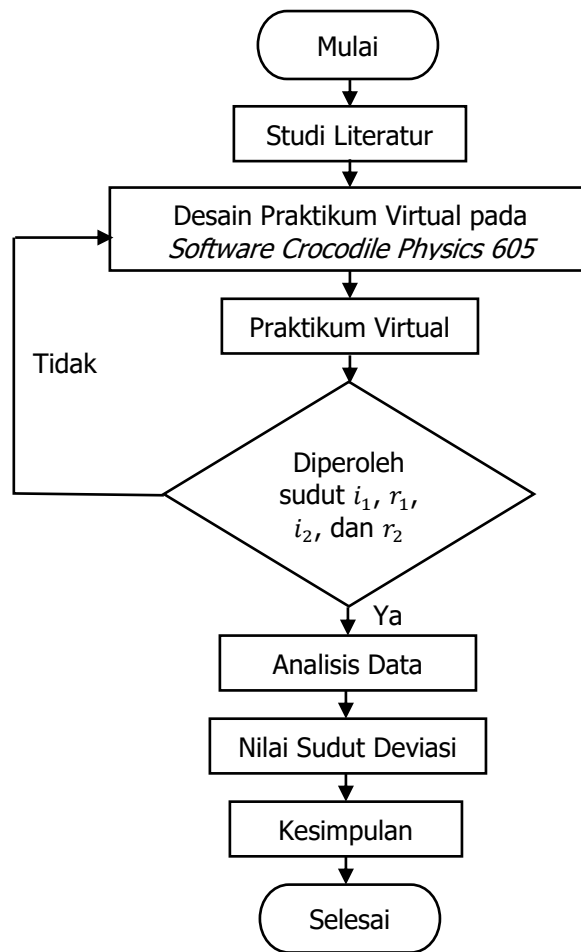 Mulai
Studi Literatur
Desain Praktikum Virtual pada
Software Crocodile Physics 605
Praktikum Virtual
Tidak
Diperoleh
sudut 𝑖₁, 𝑟₁,
𝑖₂, dan 𝑟₂
Ya
Analisis Data
Nilai Sudut Deviasi
Kesimpulan
Selesai